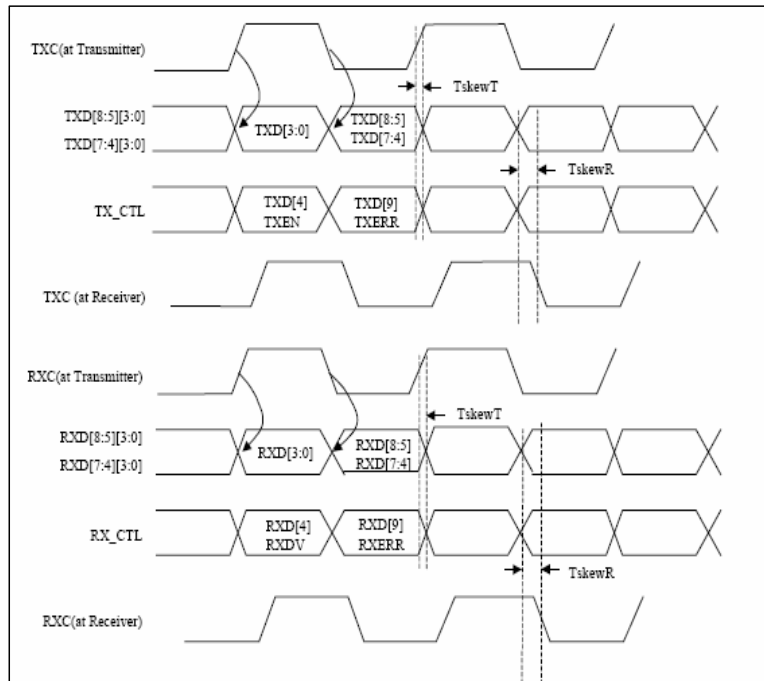 TXC(at Transmitter)
TskewT
TXD[8:5][3:0]
TXD[7:4][3:0]
TXD[3:0]
TXD[8:5]
TXD[7:4]
TskewR
TX_CTL
TXD[4]
TXEN
TXD[9]
TXERR
TXC (at Receiver)
RXC(at Transmitter)
TskewT
RXD[8:5][3:0]
RXD[7:4][3:0]
RXD[3:0]
RXD[8:5]
RXD[7:4]
RX_CTL
RXD[4]
RXDV
RXD[9]
RXERR
TskewR
RXC(at Receiver)